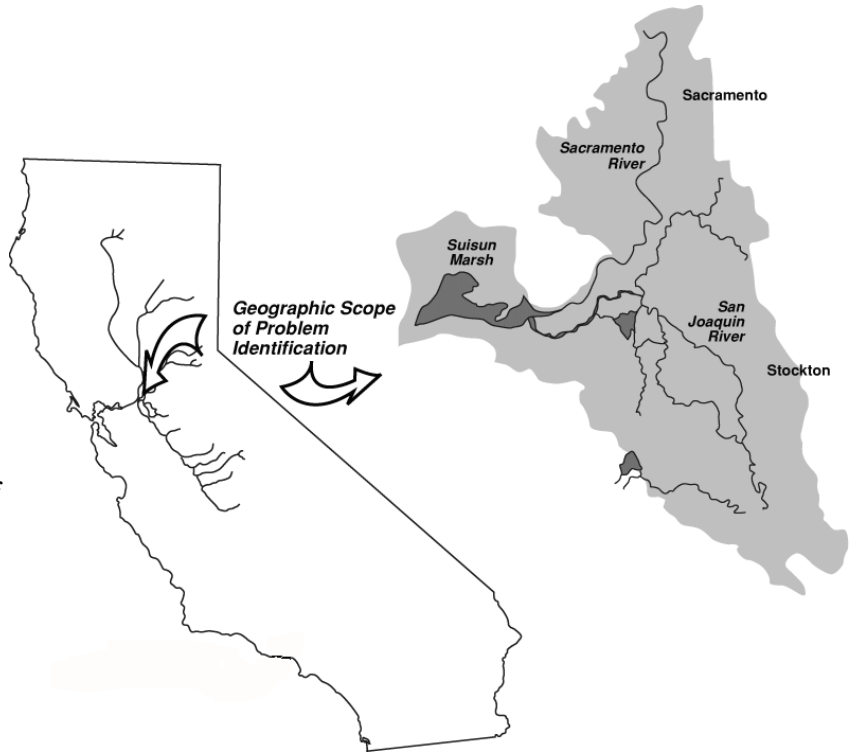 Sacramento
Sacramento
River
Suisun
Marsh
Geographic Scope
of Problem
Identification
San
Joaquin
River
Stockton